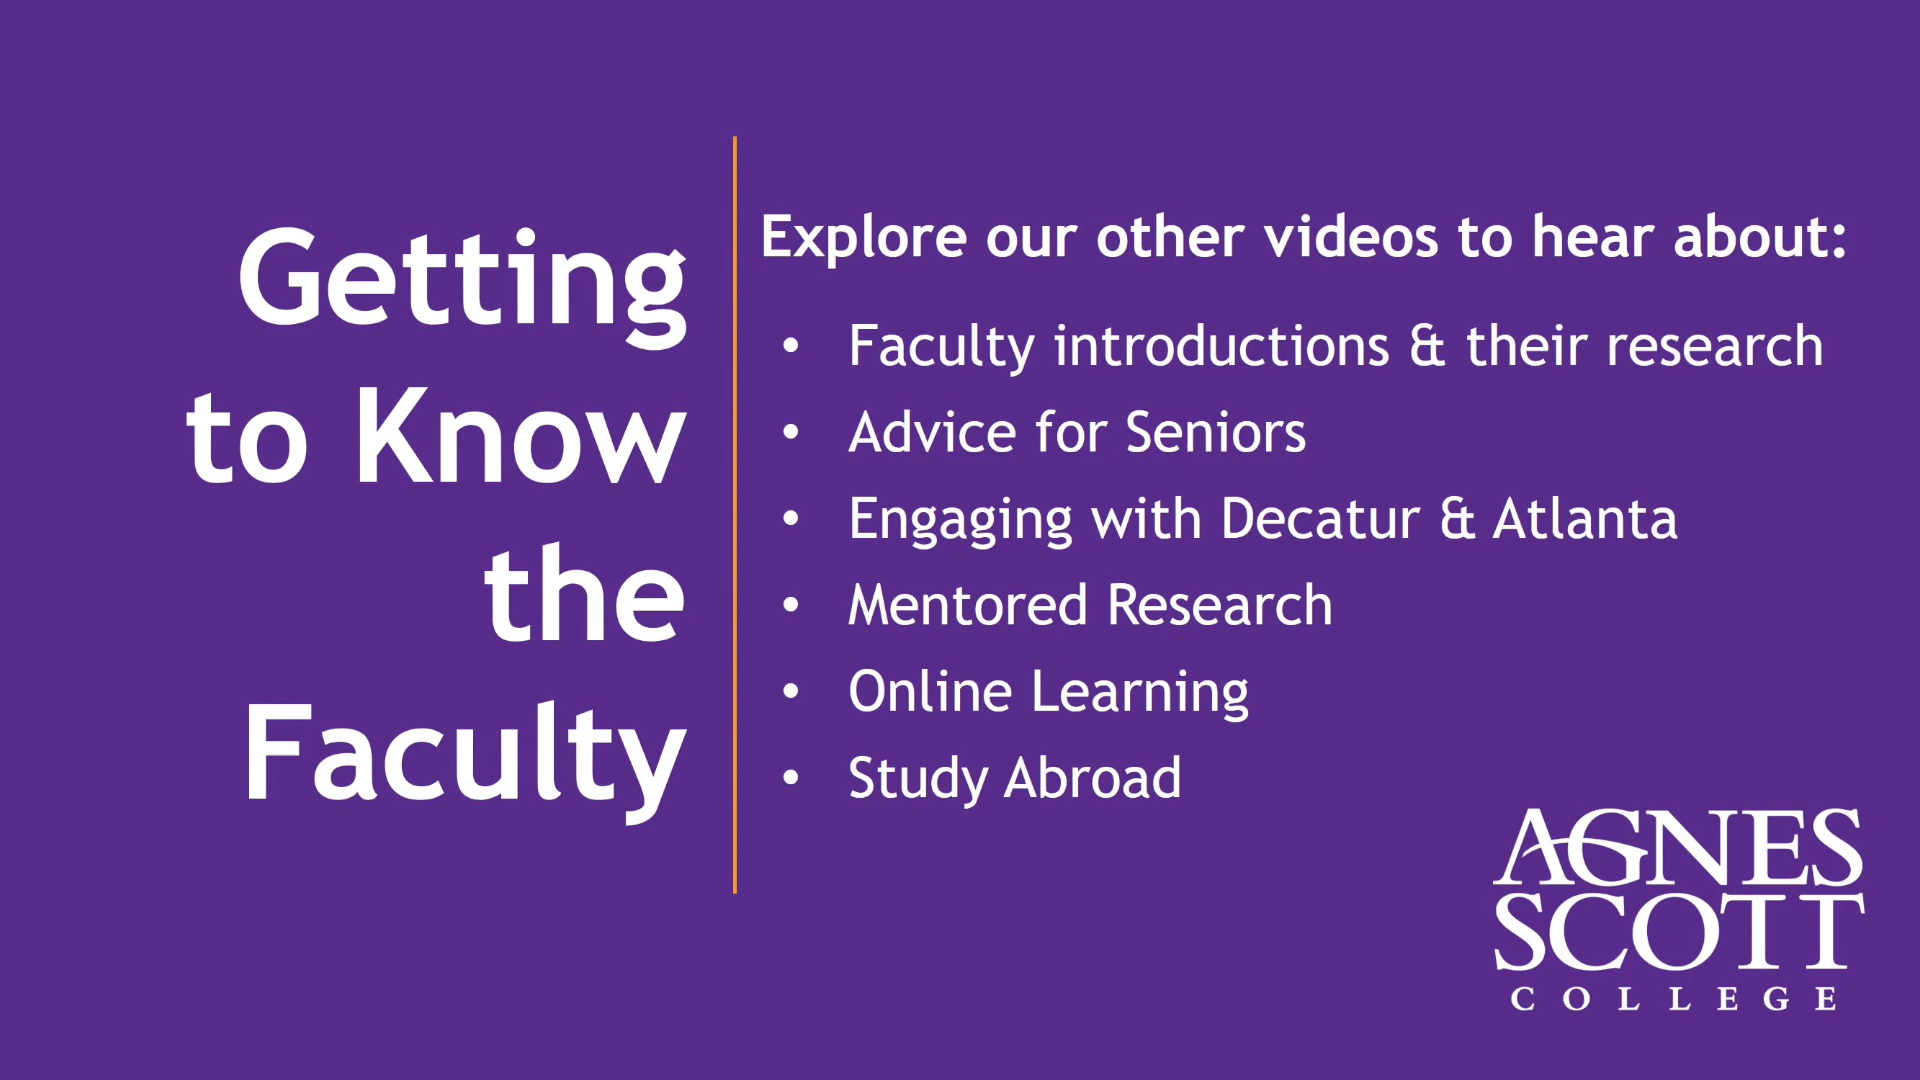 Getting
to Know
the
Faculty
Explore our other videos to hear about:
• Faculty introductions & their research
• Advice for Seniors
• Engaging with Decatur & Atlanta
• Mentored Research
• Online Learning
• Study Abroad
AGNES
SCOTT
COLLEGE